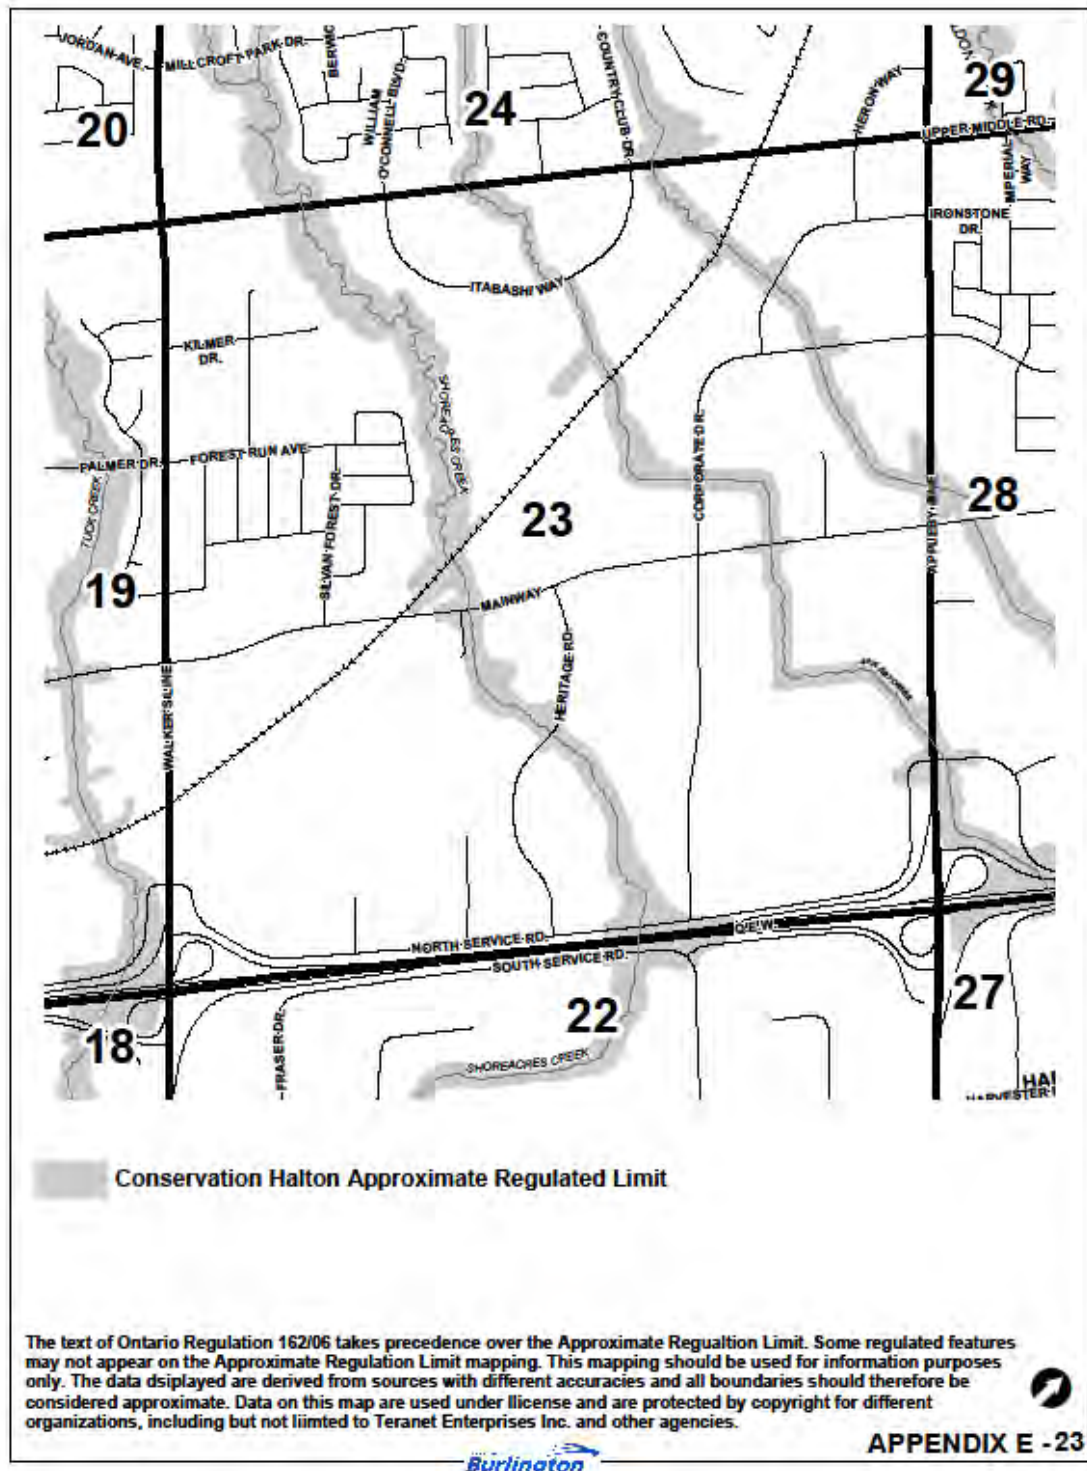 JORDAN AVE.
MILLCROFT PARK DR.
BERWIC
WILLIAM
O'CONNELL BLVD.
24
COUNTRY CLUB DR.
HERON WAY
29
20
UPPER MIDDLE RD.
MPERIAL
WAY
IRONSTONE
DR.
ITABASHI WAY
KILMER
DR.
PALMER DR.
FOREST RUN AVE.
SILVAN FOREST DR.
TUCK CREEK
CORPORATE DR.
23
28
APPLEBY LINE
19
MAINWAY
HERITAGE RD.
WALKER'S LINE
NORTH SERVICE RD.
Q.E.W.
SOUTH SERVICE RD.
22
27
18
FRASER DR.
SHOREACRES CREEK
HAR
HARVESTER
Conservation Halton Approximate Regulated Limit
The text of Ontario Regulation 162/06 takes precedence over the Approximate Regualtion Limit. Some regulated features
may not appear on the Approximate Regulation Limit mapping. This mapping should be used for information purposes
only. The data dsiplayed are derived from sources with different accuracies and all boundaries should therefore be
considered approximate. Data on this map are used under llicense and are protected by copyright for different
organizations, including but not liimted to Teranet Enterprises Inc. and other agencies.
APPENDIX E - 23
Burlington